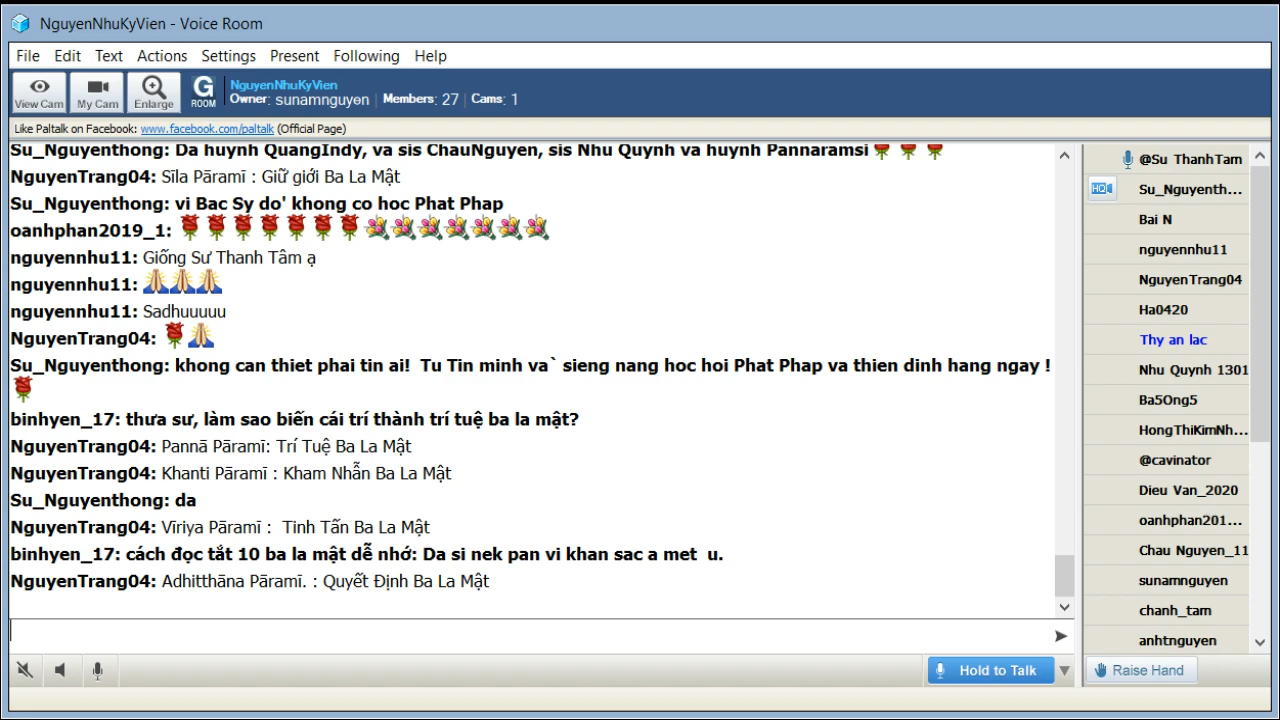 NguyenNhuKyVien - Voice Room
File Edit Text Actions Settings Present Following Help
View Cam My Cam Enlarge G ROOM
NguyenNhuKyVien
Owner: sunamnguyen | Members: 27 | Cams: 1
Like Paltalk on Facebook: www.facebook.com/paltalk (Official Page)
Su_Nguyenthong: Da huynh QuangIndy, va sis ChauNguyen, sis Nhu Quynh va huynh Pannaramsi
NguyenTrang04: Sīla Pāramī : Giữ giới Ba La Mật
Su_Nguyenthong: vi Bac Sy do' khong co hoc Phat Phap
oanhphan2019_1:
nguyennhu11: Giống Sư Thanh Tâm ạ
nguyennhu11:
nguyennhu11: Sadhuuuuu
NguyenTrang04:
Su_Nguyenthong: khong can thiet phai tin ai!  Tu Tin minh va` sieng nang hoc hoi Phat Phap va thien dinh hang ngay !
binhyen_17: thưa sư, làm sao biến cái trí thành trí tuệ ba la mật?
NguyenTrang04: Pannā Pāramī: Trí Tuệ Ba La Mật
NguyenTrang04: Khanti Pāramī : Kham Nhẫn Ba La Mật
Su_Nguyenthong: da
NguyenTrang04: Vīriya Pāramī :  Tinh Tấn Ba La Mật
binhyen_17: cách đọc tắt 10 ba la mật dễ nhớ: Da si nek pan vi khan sac a met  u.
NguyenTrang04: Adhitthāna Pāramī. : Quyết Định Ba La Mật
Hold to Talk
@Su ThanhTam
HQ Su_Nguyenth...
Bai N
nguyennhu11
NguyenTrang04
Ha0420
Thy an lac
Nhu Quynh 1301
Ba5Ong5
HongThiKimNh...
@cavinator
Dieu Van_2020
oanhphan201...
Chau Nguyen_11
sunamnguyen
chanh_tam
anhtnguyen
Raise Hand